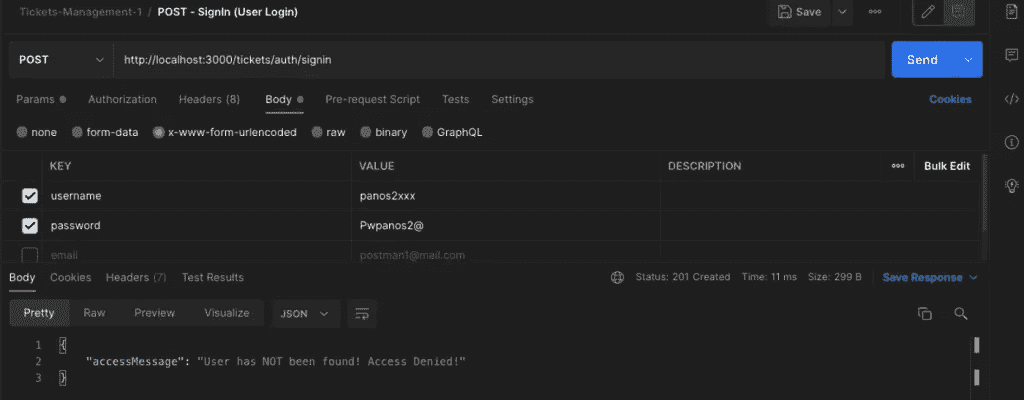 Tickets-Management-1 / POST - SignIn (User Login) Save
POST http://localhost:3000/tickets/auth/signin Send
Params Authorization Headers (8) Body Pre-request Script Tests Settings Cookies
none form-data x-www-form-urlencoded raw binary GraphQL
KEY VALUE DESCRIPTION Bulk Edit
username panos2xxx
password Pwpanos2@
email postman1@mail.com
Body Cookies Headers (7) Test Results Status: 201 Created Time: 11 ms Size: 299 B Save Response
Pretty Raw Preview Visualize JSON
1 {
2 "accessMessage": "User has NOT been found! Access Denied!"
3 }